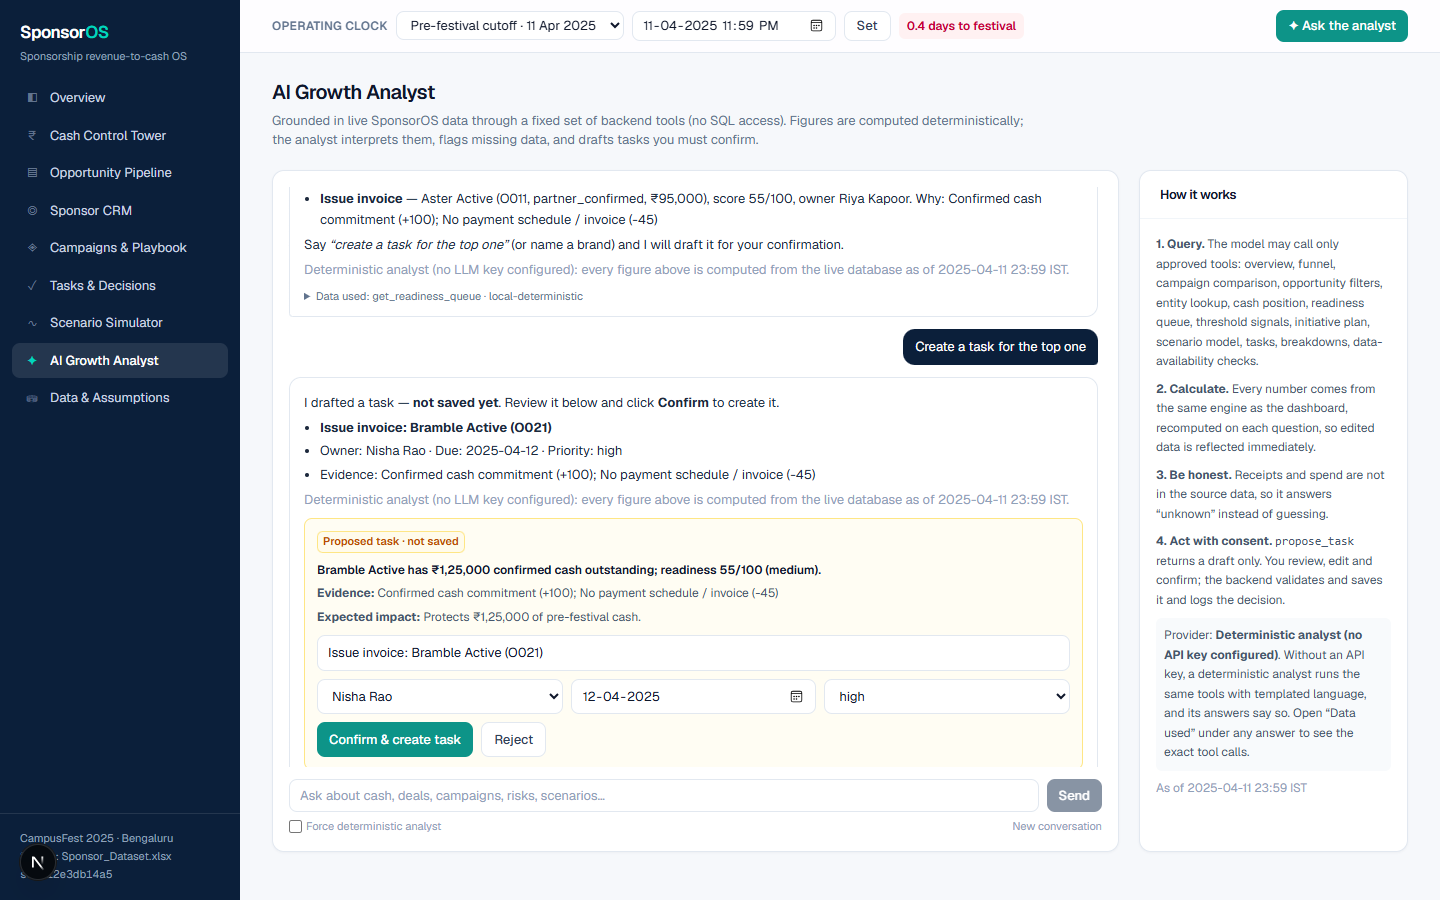 SponsorOS
Sponsorship revenue-to-cash OS
Overview
Cash Control Tower
Opportunity Pipeline
Sponsor CRM
Campaigns & Playbook
Tasks & Decisions
Scenario Simulator
AI Growth Analyst
Data & Assumptions
CampusFest 2025 · Bengaluru
: Sponsor_Dataset.xlsx
2e3db14a5
N
OPERATING CLOCK
Pre-festival cutoff · 11 Apr 2025
11-04-2025 11:59 PM
Set
0.4 days to festival
✦ Ask the analyst
AI Growth Analyst
Grounded in live SponsorOS data through a fixed set of backend tools (no SQL access). Figures are computed deterministically;
the analyst interprets them, flags missing data, and drafts tasks you must confirm.
• Issue invoice — Aster Active (O011, partner_confirmed, ₹95,000), score 55/100, owner Riya Kapoor. Why: Confirmed cash
commitment (+100); No payment schedule / invoice (-45)
Say “create a task for the top one” (or name a brand) and I will draft it for your confirmation.
Deterministic analyst (no LLM key configured): every figure above is computed from the live database as of 2025-04-11 23:59 IST.
▶ Data used: get_readiness_queue · local-deterministic
Create a task for the top one
I drafted a task — not saved yet. Review it below and click Confirm to create it.
• Issue invoice: Bramble Active (O021)
• Owner: Nisha Rao · Due: 2025-04-12 · Priority: high
• Evidence: Confirmed cash commitment (+100); No payment schedule / invoice (-45)
Deterministic analyst (no LLM key configured): every figure above is computed from the live database as of 2025-04-11 23:59 IST.
Proposed task · not saved
Bramble Active has ₹1,25,000 confirmed cash outstanding; readiness 55/100 (medium).
Evidence: Confirmed cash commitment (+100); No payment schedule / invoice (-45)
Expected impact: Protects ₹1,25,000 of pre-festival cash.
Issue invoice: Bramble Active (O021)
Nisha Rao
12-04-2025
high
Confirm & create task
Reject
Ask about cash, deals, campaigns, risks, scenarios...
Send
Force deterministic analyst
New conversation
How it works
1. Query. The model may call only
approved tools: overview, funnel,
campaign comparison, opportunity filters,
entity lookup, cash position, readiness
queue, threshold signals, initiative plan,
scenario model, tasks, breakdowns, data-
availability checks.
2. Calculate. Every number comes from
the same engine as the dashboard,
recomputed on each question, so edited
data is reflected immediately.
3. Be honest. Receipts and spend are not
in the source data, so it answers
“unknown” instead of guessing.
4. Act with consent. propose_task
returns a draft only. You review, edit and
confirm; the backend validates and saves
it and logs the decision.
Provider: Deterministic analyst (no
API key configured). Without an API
key, a deterministic analyst runs the
same tools with templated language,
and its answers say so. Open “Data
used” under any answer to see the
exact tool calls.
As of 2025-04-11 23:59 IST